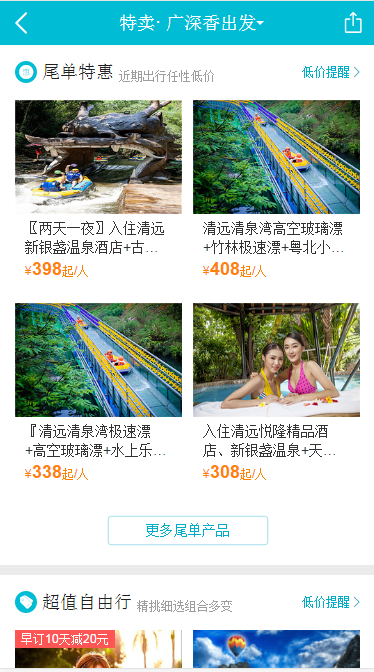 特卖· 广深香出发
尾单特惠 近期出行任性低价 低价提醒
〖两天一夜〗入住清远
新银盏温泉酒店+古…
¥398起/人
清远清泉湾高空玻璃漂
+竹林极速漂+粤北小…
¥408起/人
『清远清泉湾极速漂
+高空玻璃漂+水上乐…
¥338起/人
入住清远悦隆精品酒
店、新银盏温泉+天…
¥308起/人
更多尾单产品
超值自由行 精挑细选组合多变 低价提醒
早订10天减20元